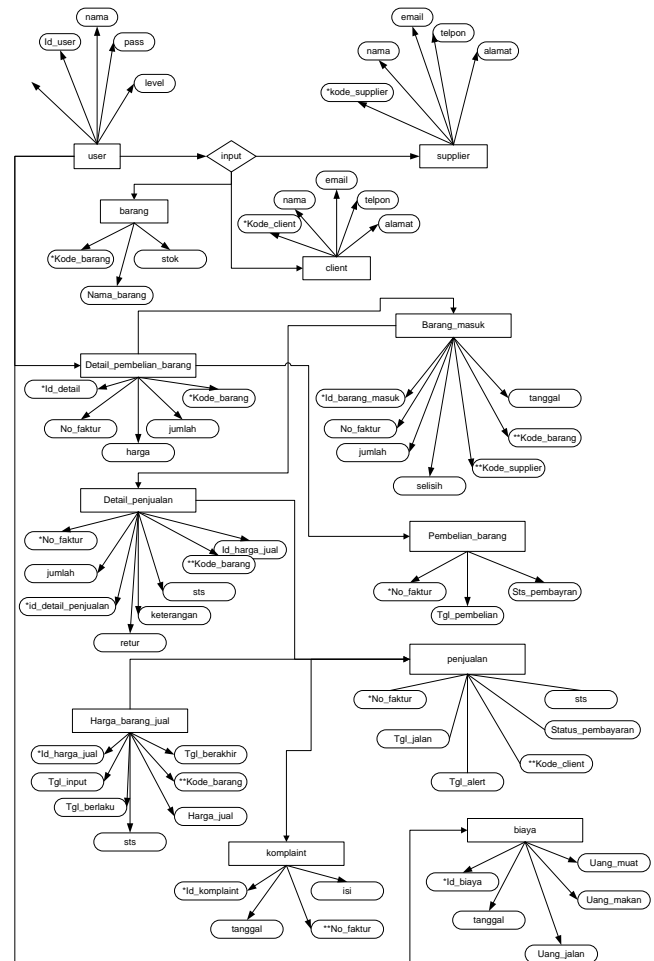 nama
Id_user
pass
level
user
input
email
telpon
nama
alamat
*kode_supplier
supplier
barang
*Kode_barang
stok
Nama_barang
email
nama
telpon
*Kode_client
alamat
client
Detail_pembelian_barang
*Id_detail
*Kode_barang
No_faktur
jumlah
harga
Barang_masuk
*Id_barang_masuk
tanggal
No_faktur
**Kode_barang
jumlah
**Kode_supplier
selisih
Detail_penjualan
*No_faktur
Id_harga_jual
**Kode_barang
jumlah
sts
*id_detail_penjualan
keterangan
retur
Pembelian_barang
*No_faktur
Sts_pembayran
Tgl_pembelian
penjualan
*No_faktur
sts
Status_pembayaran
Tgl_jalan
**Kode_client
Tgl_alert
Harga_barang_jual
*Id_harga_jual
Tgl_berakhir
Tgl_input
**Kode_barang
Tgl_berlaku
Harga_jual
sts
komplaint
*Id_komplaint
isi
tanggal
**No_faktur
biaya
Uang_muat
*Id_biaya
Uang_makan
tanggal
Uang_jalan